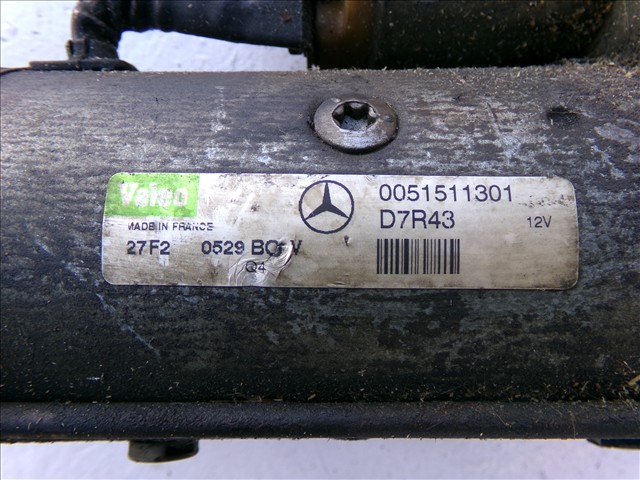 Valeo
MADE IN FRANCE
27F2 0529
Q4
0051511301
D7R43
12V